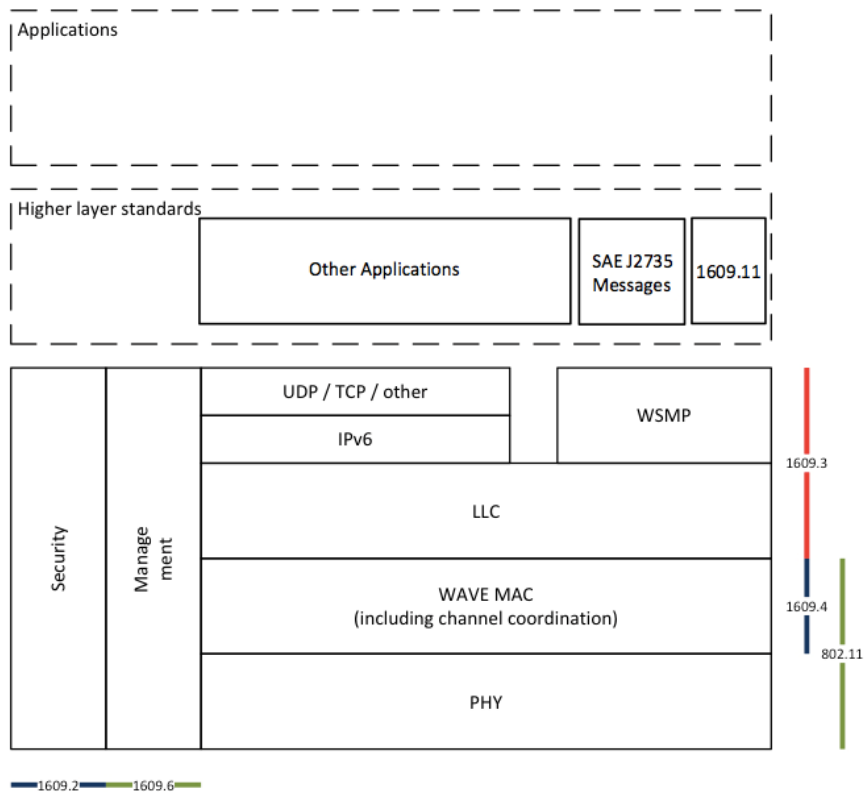 Applications
Higher layer standards
Other Applications
SAE J2735
Messages
1609.11
UDP / TCP / other
IPv6
WSMP
1609.3
LLC
Security
Manage
ment
WAVE MAC
(including channel coordination)
1609.4
802.11
PHY
1609.2
1609.6